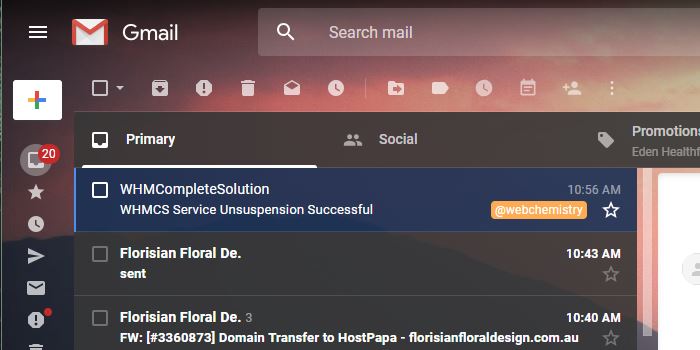 Gmail
Search mail
20
Primary
Social
Promotions
Eden Healthf
WHMCompleteSolution 10:56 AM
WHMCS Service Unsuspension Successful @webchemistry
Florisian Floral De. 10:43 AM
sent
Florisian Floral De. 3 10:40 AM
FW: [#3360873] Domain Transfer to HostPapa - florisianfloraldesign.com.au